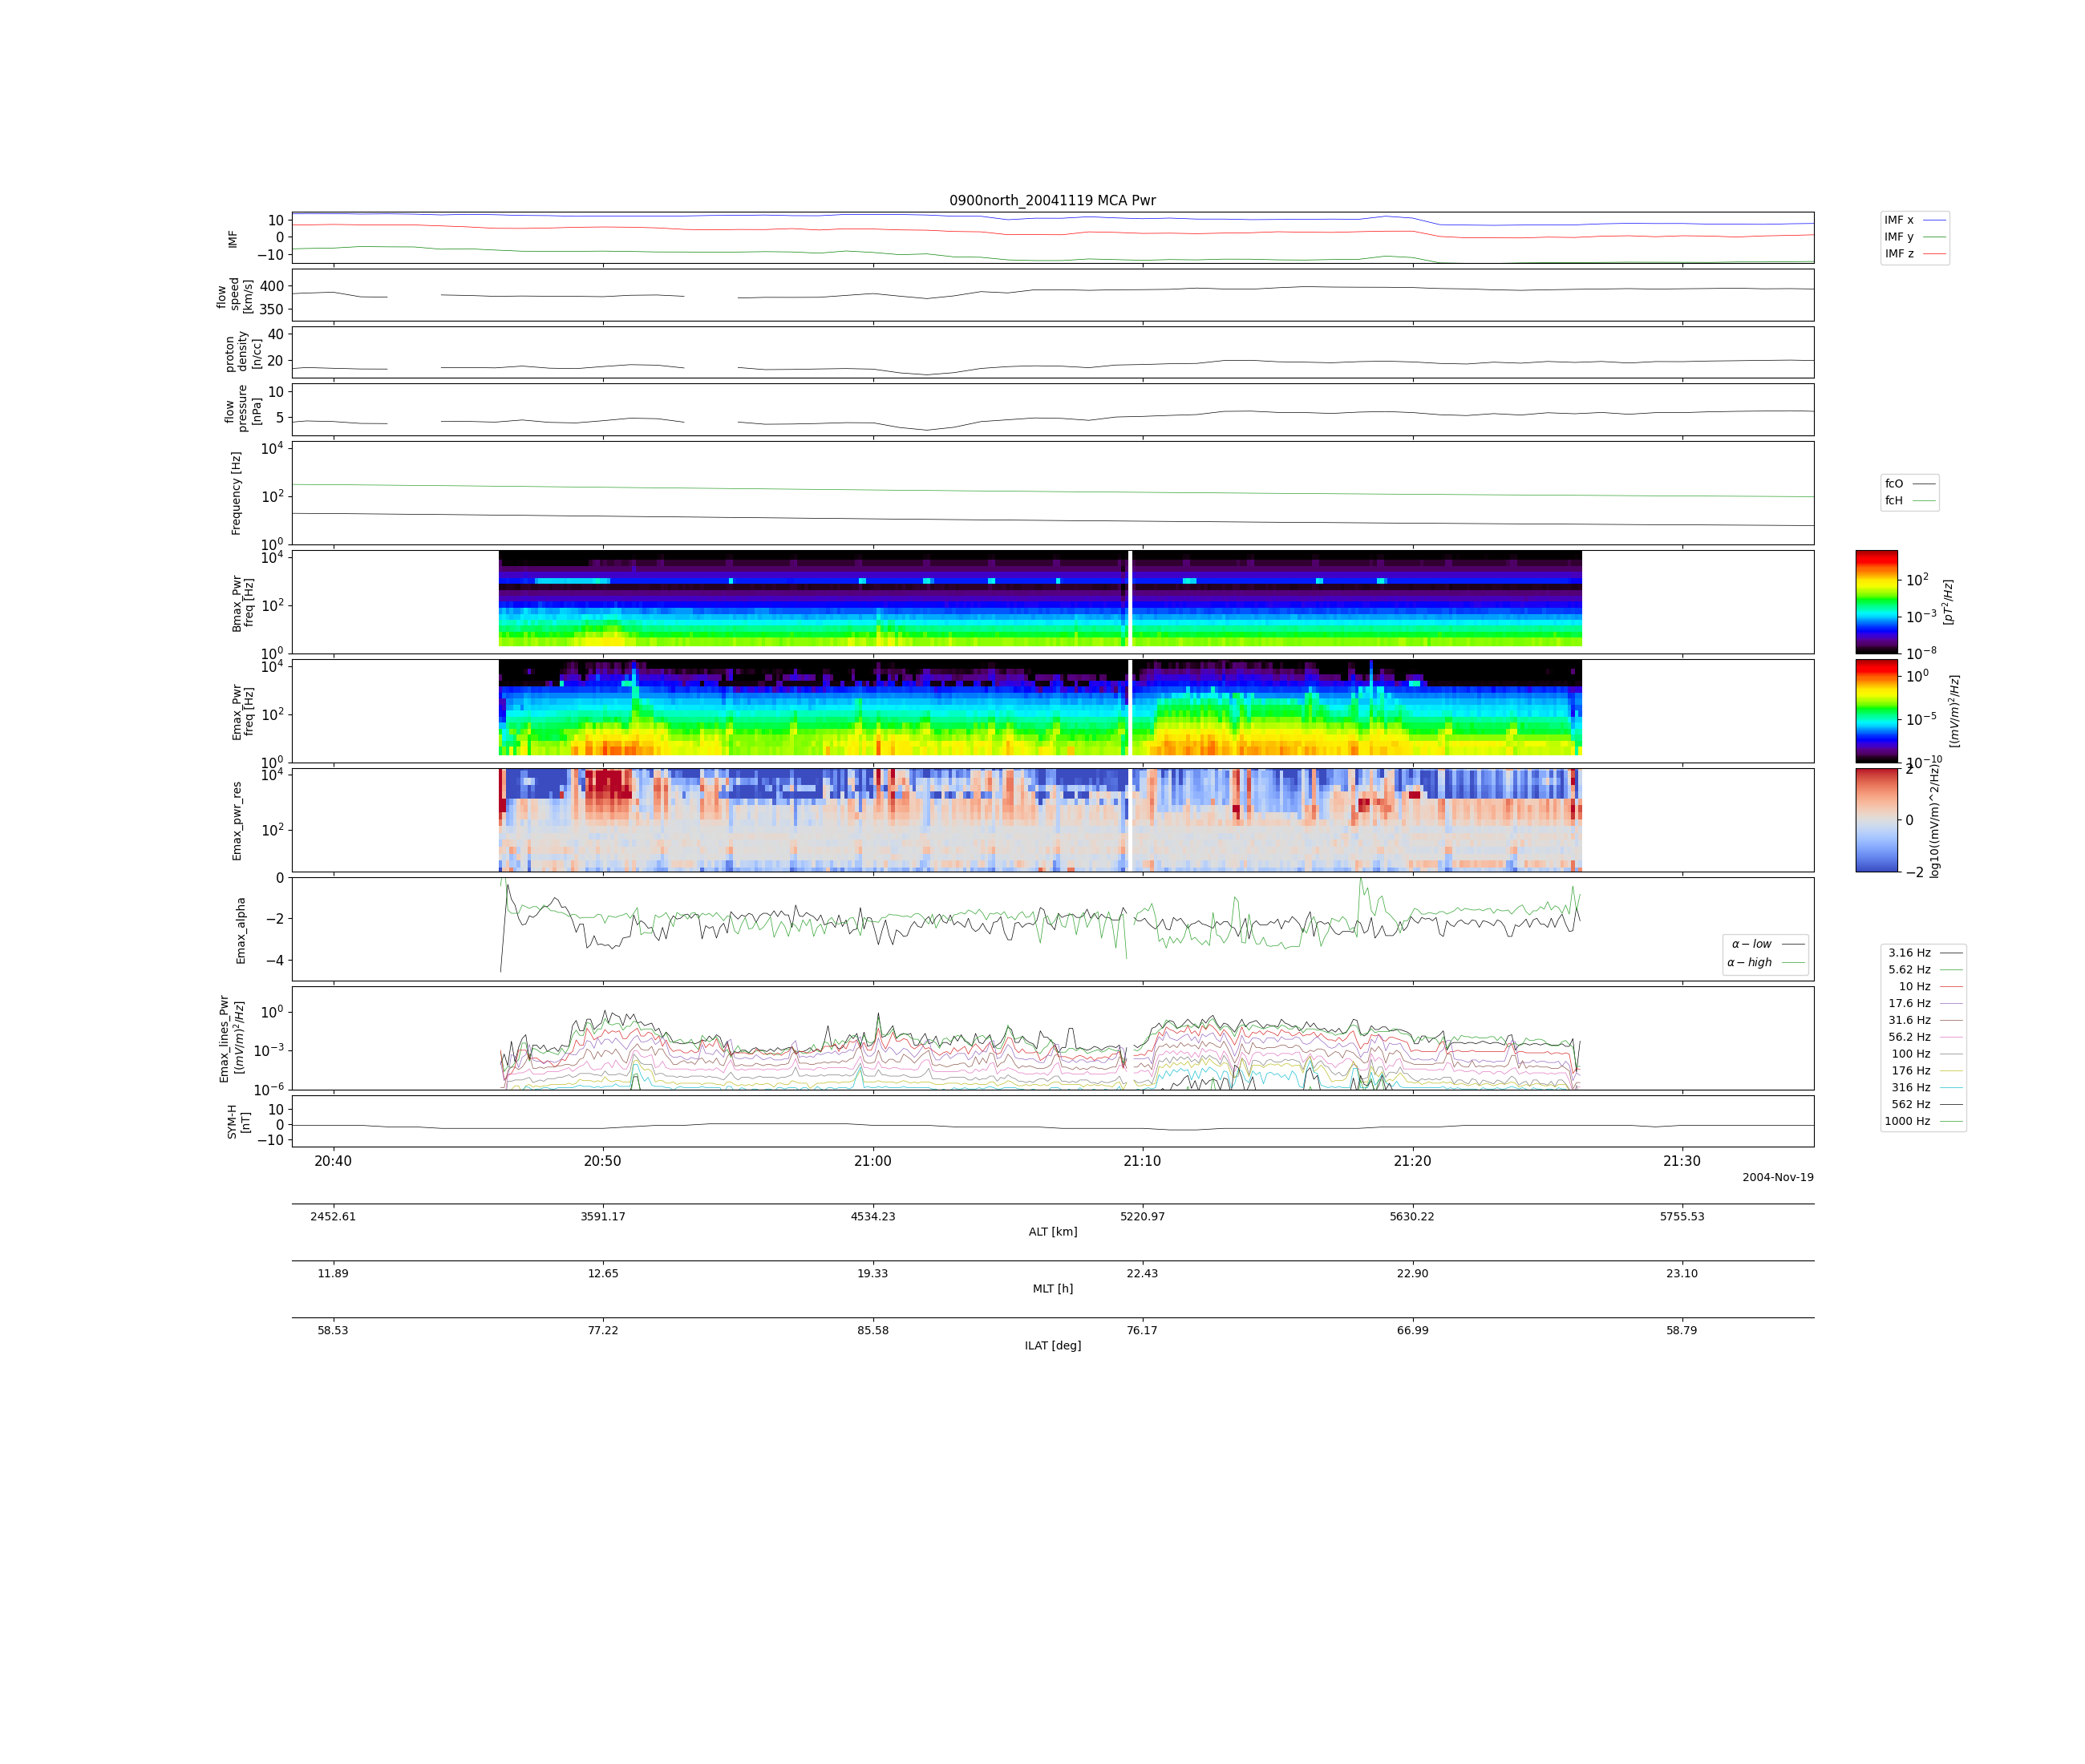 0900north_20041119 MCA Pwr
IMF
10
0
−10
IMF x
IMF y
IMF z
flow
speed
[km/s]
400
350
proton
density
[n/cc]
40
20
flow
pressure
[nPa]
10
5
Frequency [Hz]
10^4
10^2
10^0
fcO
fcH
Bmax_Pwr
freq [Hz]
10^4
10^2
10^0
10^2
10^−3
10^−8
[pT^2/Hz]
Emax_Pwr
freq [Hz]
10^4
10^2
10^0
10^0
10^−5
10^−10
[(mV/m)^2/Hz]
Emax_pwr_res
10^4
10^2
2
0
−2
log10((mV/m)^2/Hz)
Emax_alpha
0
−2
−4
α − low
α − high
Emax_lines_Pwr
[(mV/m)^2/Hz]
10^0
10^−3
10^−6
3.16 Hz
5.62 Hz
10 Hz
17.6 Hz
31.6 Hz
56.2 Hz
100 Hz
176 Hz
316 Hz
562 Hz
1000 Hz
SYM-H
[nT]
10
0
−10
20:40 20:50 21:00 21:10 21:20 21:30
2004-Nov-19
2452.61 3591.17 4534.23 5220.97 5630.22 5755.53
ALT [km]
11.89 12.65 19.33 22.43 22.90 23.10
MLT [h]
58.53 77.22 85.58 76.17 66.99 58.79
ILAT [deg]